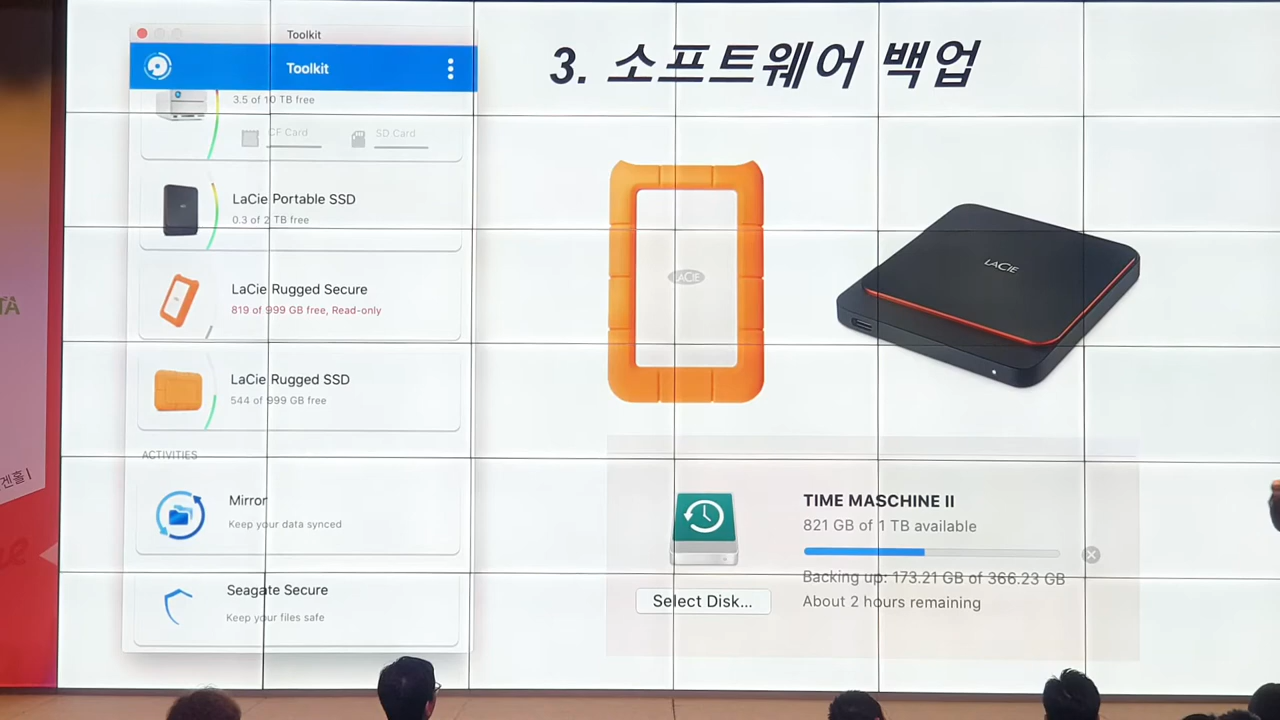 Toolkit
3. 소프트웨어 백업
Toolkit
3.5 of 10 TB free
CF Card
SD Card
LaCie Portable SSD
0.3 of 2 TB free
LaCie Rugged Secure
819 of 999 GB free, Read-only
LaCie Rugged SSD
544 of 999 GB free
ACTIVITIES
Mirror
Keep your data synced
Seagate Secure
Keep your files safe
LACIE
LACIE
TIME MASCHINE II
821 GB of 1 TB available
Backing up: 173.21 GB of 366.23 GB
About 2 hours remaining
Select Disk...
TA
겐홀 |